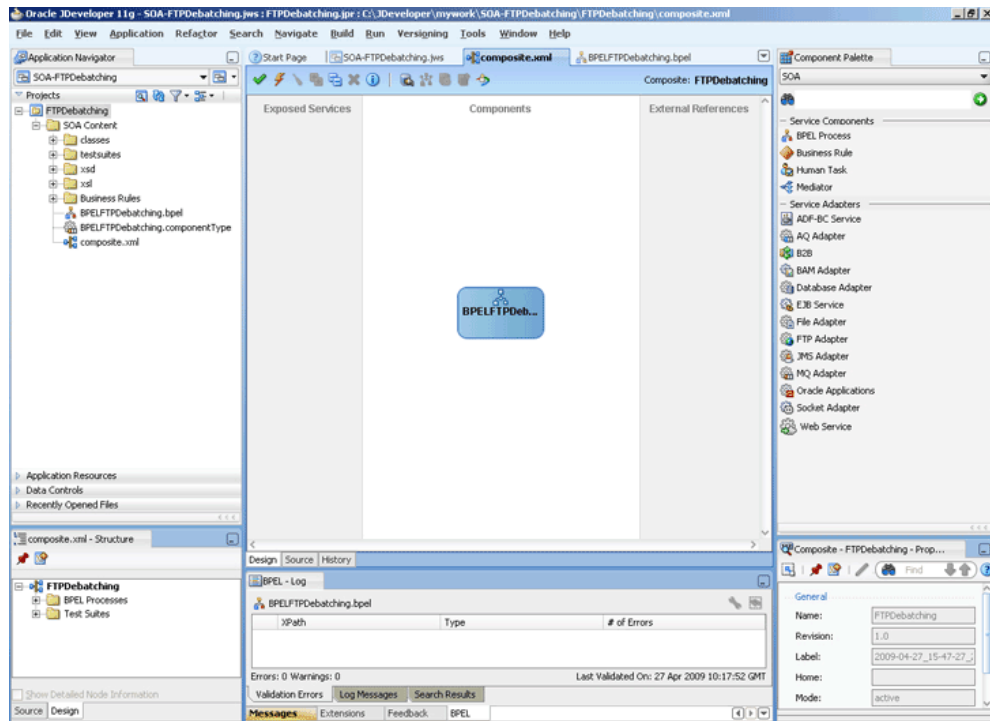 Oracle JDeveloper 11g - SOA-FTPDebatching.jws : FTPDebatching.jpr : C:\JDeveloper\mywork\SOA-FTPDebatching\FTPDebatching\composite.xml
File Edit View Application Refactor Search Navigate Build Run Versioning Tools Window Help
Application Navigator
SOA-FTPDebatching
Projects
FTPDebatching
SOA Content
classes
testsuites
xsd
xsl
Business Rules
BPELFTPDebatching.bpel
BPELFTPDebatching.componentType
composite.xml
Application Resources
Data Controls
Recently Opened Files
composite.xml - Structure
FTPDebatching
BPEL Processes
Test Suites
Show Detailed Node Information
Source Design
Start Page SOA-FTPDebatching.jws composite.xml BPELFTPDebatching.bpel
Composite: FTPDebatching
Exposed Services Components External References
BPELFTPDeb...
Design Source History
BPEL - Log
BPELFTPDebatching.bpel
XPath Type # of Errors
Errors: 0 Warnings: 0 Last Validated On: 27 Apr 2009 10:17:52 GMT
Validation Errors Log Messages Search Results
Messages Extensions Feedback BPEL
Component Palette
SOA
Service Components
BPEL Process
Business Rule
Human Task
Mediator
Service Adapters
ADF-BC Service
AQ Adapter
B2B
BAM Adapter
Database Adapter
EJB Service
File Adapter
FTP Adapter
JMS Adapter
MQ Adapter
Oracle Applications
Socket Adapter
Web Service
Composite - FTPDebatching - Prop...
Find
General
Name: FTPDebatching
Revision: 1.0
Label: 2009-04-27_15-47-27_
Home:
Mode: active